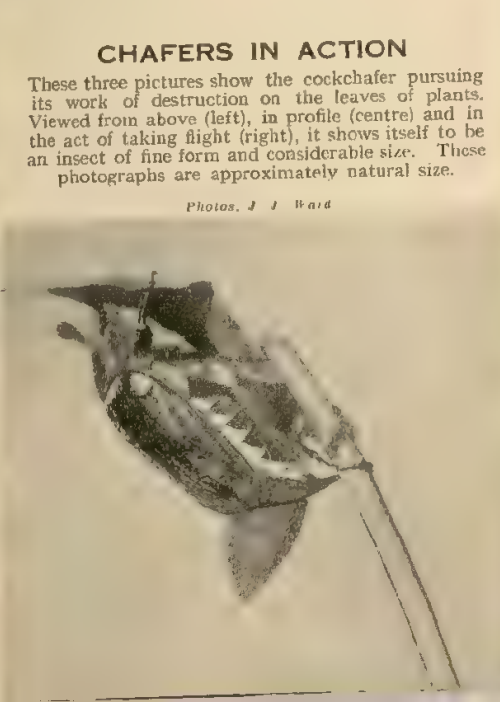 CHAFERS IN ACTION
These three pictures show the cockchafer pursuing
its work of destruction on the leaves of plants.
Viewed from above (left), in profile (centre) and in
the act of taking flight (right), it shows itself to be
an insect of fine form and considerable size. These
photographs are approximately natural size.
Photos, J J Ward